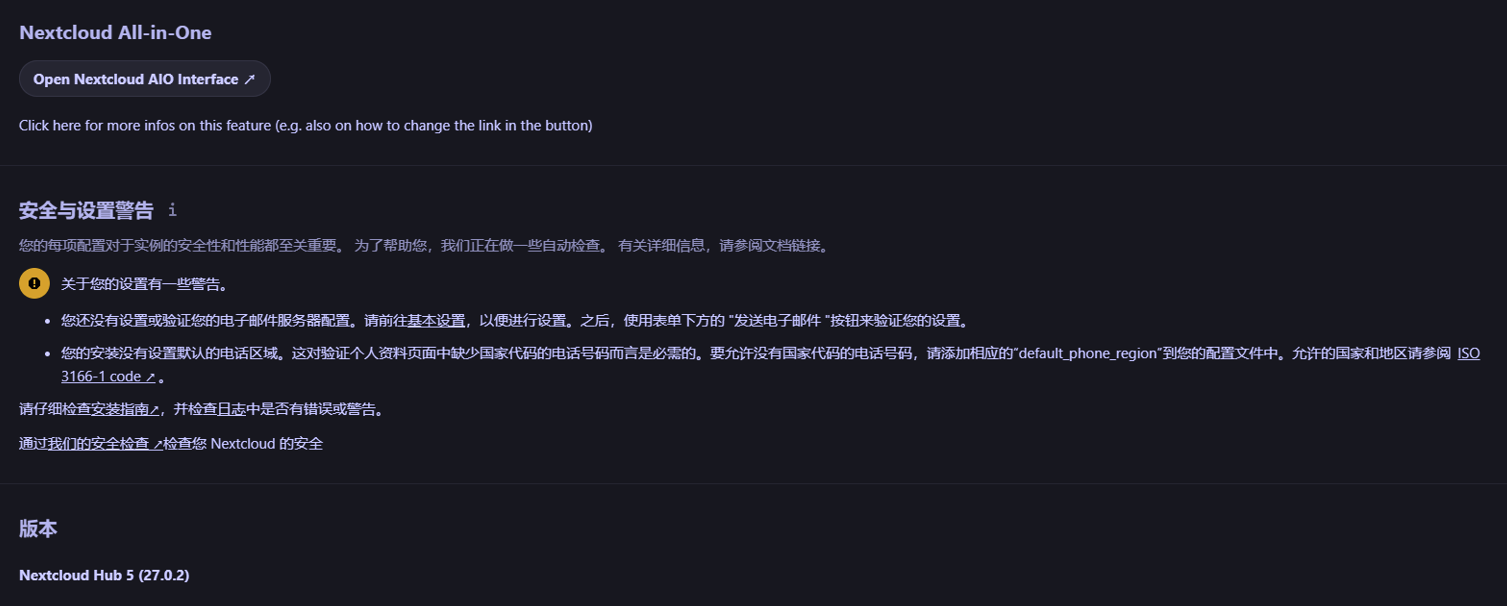 Nextcloud All-in-One
Open Nextcloud AIO Interface ↗
Click here for more infos on this feature (e.g. also on how to change the link in the button)
安全与设置警告 i
您的每项配置对于实例的安全性和性能都至关重要。 为了帮助您，我们正在做一些自动检查。 有关详细信息，请参阅文档链接。
关于您的设置有一些警告。
• 您还没有设置或验证您的电子邮件服务器配置。请前往基本设置，以便进行设置。之后，使用表单下方的 "发送电子邮件 "按钮来验证您的设置。
• 您的安装没有设置默认的电话区域。这对验证个人资料页面中缺少国家代码的电话号码而言是必需的。要允许没有国家代码的电话号码，请添加相应的“default_phone_region”到您的配置文件中。允许的国家和地区请参阅 ISO
3166-1 code ↗。
请仔细检查安装指南↗，并检查日志中是否有错误或警告。
通过我们的安全检查 ↗检查您 Nextcloud 的安全
版本
Nextcloud Hub 5 (27.0.2)